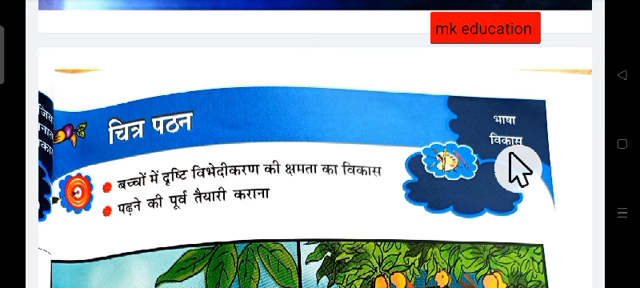 mk education
चित्र पठन
भाषा
विकास
बच्चों में दृष्टि विभेदीकरण की क्षमता का विकास
पढ़ने की पूर्व तैयारी कराना